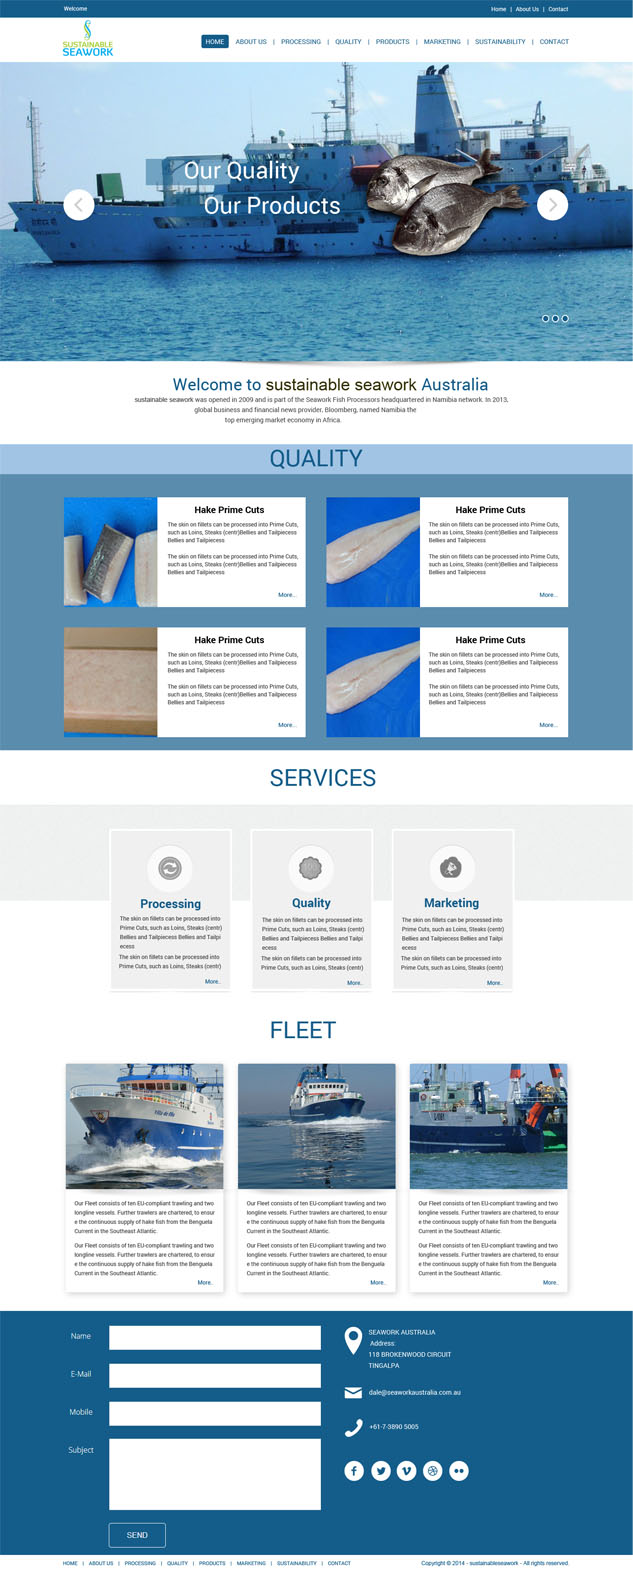 Welcome
Home | About Us | Contact
SUSTAINABLE
SEAWORK
HOME ABOUT US | PROCESSING | QUALITY | PRODUCTS | MARKETING | SUSTAINABILITY | CONTACT
Our Quality
Our Products
Welcome to sustainable seawork Australia
sustainable seawork was opened in 2009 and is part of the Seawork Fish Processors headquartered in Namibia network. In 2013,
global business and financial news provider, Bloomberg, named Namibia the
top emerging market economy in Africa.
QUALITY
Hake Prime Cuts
The skin on fillets can be processed into Prime Cuts,
such as Loins, Steaks (centr)Bellies and Tailpiecess
Bellies and Tailpiecess
The skin on fillets can be processed into Prime Cuts,
such as Loins, Steaks (centr)Bellies and Tailpiecess
Bellies and Tailpiecess
More...
Hake Prime Cuts
The skin on fillets can be processed into Prime Cuts,
such as Loins, Steaks (centr)Bellies and Tailpiecess
Bellies and Tailpiecess
The skin on fillets can be processed into Prime Cuts,
such as Loins, Steaks (centr)Bellies and Tailpiecess
Bellies and Tailpiecess
More...
Hake Prime Cuts
The skin on fillets can be processed into Prime Cuts,
such as Loins, Steaks (centr)Bellies and Tailpiecess
Bellies and Tailpiecess
The skin on fillets can be processed into Prime Cuts,
such as Loins, Steaks (centr)Bellies and Tailpiecess
Bellies and Tailpiecess
More...
Hake Prime Cuts
The skin on fillets can be processed into Prime Cuts,
such as Loins, Steaks (centr)Bellies and Tailpiecess
Bellies and Tailpiecess
The skin on fillets can be processed into Prime Cuts,
such as Loins, Steaks (centr)Bellies and Tailpiecess
Bellies and Tailpiecess
More...
SERVICES
Processing
The skin on fillets can be processed into
Prime Cuts, such as Loins, Steaks (centr)
Bellies and Tailpiecess Bellies and Tailpi
ecess
The skin on fillets can be processed into
Prime Cuts, such as Loins, Steaks (centr)
More..
Quality
The skin on fillets can be processed into
Prime Cuts, such as Loins, Steaks (centr)
Bellies and Tailpiecess Bellies and Tailpi
ecess
The skin on fillets can be processed into
Prime Cuts, such as Loins, Steaks (centr)
More..
Marketing
The skin on fillets can be processed into
Prime Cuts, such as Loins, Steaks (centr)
Bellies and Tailpiecess Bellies and Tailpi
ecess
The skin on fillets can be processed into
Prime Cuts, such as Loins, Steaks (centr)
More..
FLEET
Our Fleet consists of ten EU-compliant trawling and two
longline vessels. Further trawlers are chartered, to ensur
e the continuous supply of hake fish from the Benguela
Current in the Southeast Atlantic.
Our Fleet consists of ten EU-compliant trawling and two
longline vessels. Further trawlers are chartered, to ensur
e the continuous supply of hake fish from the Benguela
Current in the Southeast Atlantic.
More..
Our Fleet consists of ten EU-compliant trawling and two
longline vessels. Further trawlers are chartered, to ensur
e the continuous supply of hake fish from the Benguela
Current in the Southeast Atlantic.
Our Fleet consists of ten EU-compliant trawling and two
longline vessels. Further trawlers are chartered, to ensur
e the continuous supply of hake fish from the Benguela
Current in the Southeast Atlantic.
More..
Our Fleet consists of ten EU-compliant trawling and two
longline vessels. Further trawlers are chartered, to ensur
e the continuous supply of hake fish from the Benguela
Current in the Southeast Atlantic.
Our Fleet consists of ten EU-compliant trawling and two
longline vessels. Further trawlers are chartered, to ensur
e the continuous supply of hake fish from the Benguela
Current in the Southeast Atlantic.
More..
Name
E-Mail
Mobile
Subject
SEND
SEAWORK AUSTRALIA
Address:
118 BROKENWOOD CIRCUIT
TINGALPA
dale@seaworkaustralia.com.au
+61-7-3890 5005
HOME | ABOUT US | PROCESSING | QUALITY | PRODUCTS | MARKETING | SUSTAINABILITY | CONTACT
Copyright © 2014 - sustainableseawork - All rights reserved.